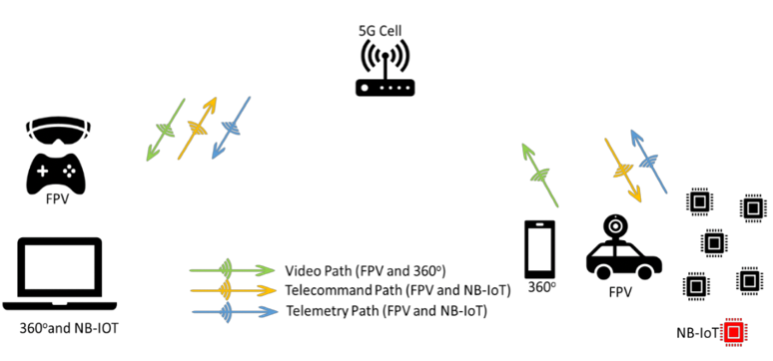 5G Cell
FPV
360° and NB-IOT
Video Path (FPV and 360°)
Telecommand Path (FPV and NB-IoT)
Telemetry Path (FPV and NB-IoT)
360°
FPV
NB-IoT